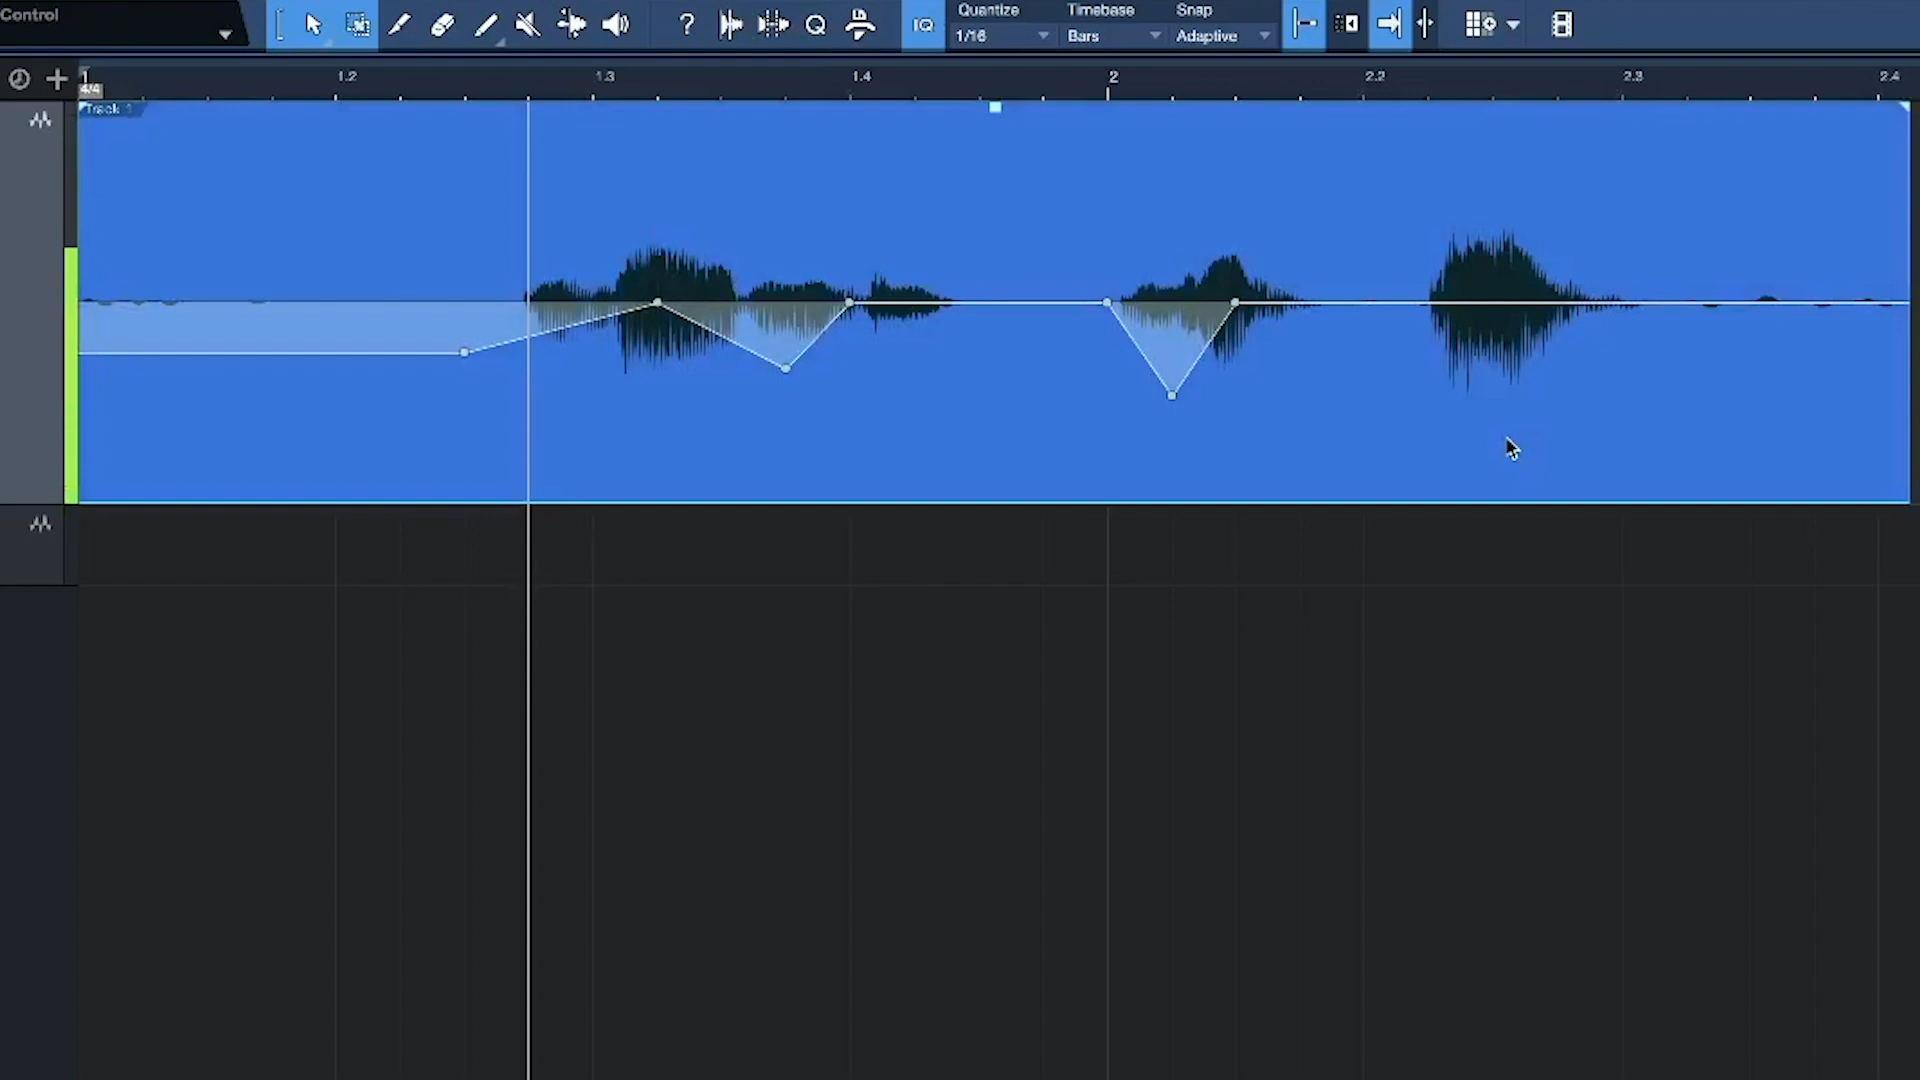 Control
Quantize Timebase Snap
IQ 1/16 Bars Adaptive
1 1.2 1.3 1.4 2 2.2 2.3 2.4
4/4
Track 1